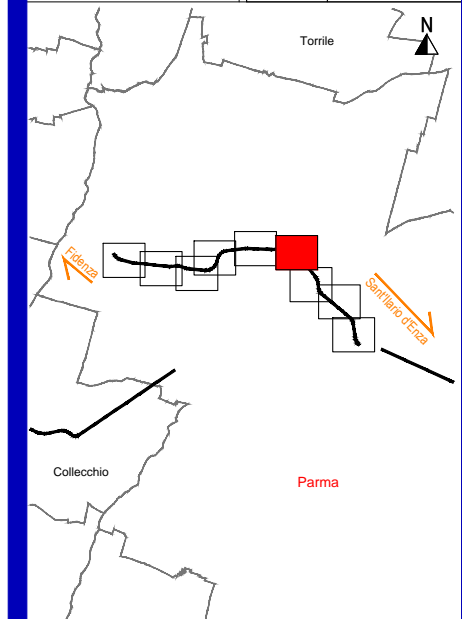 N
Torrile
Fidenza
Sant'Ilario d'Enza
Collecchio
Parma